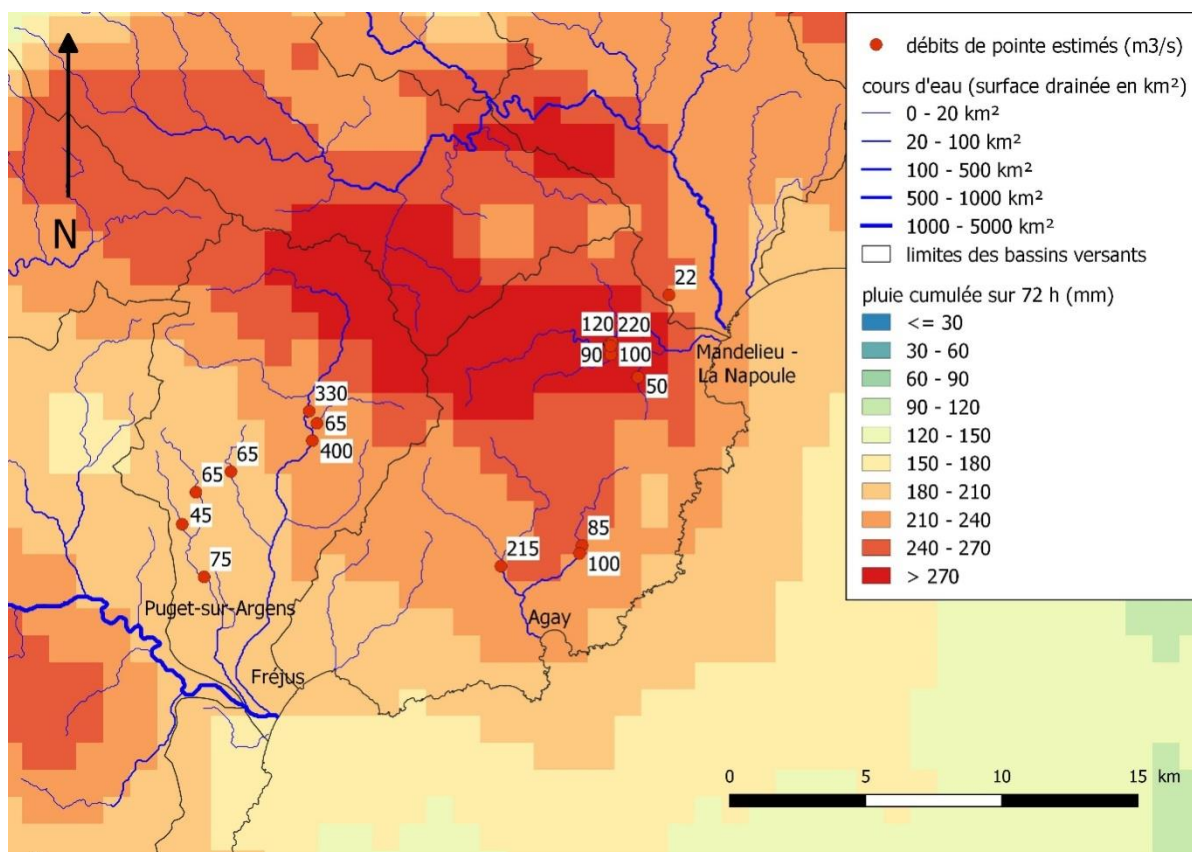 N
22
120 220
90 100
Mandelieu -
La Napoule
50
330
65
400
65
65
45
75
85
215
100
Puget-sur-Argens
Agay
Fréjus
débits de pointe estimés (m3/s)
cours d'eau (surface drainée en km²)
0 - 20 km²
20 - 100 km²
100 - 500 km²
500 - 1000 km²
1000 - 5000 km²
limites des bassins versants
pluie cumulée sur 72 h (mm)
<= 30
30 - 60
60 - 90
90 - 120
120 - 150
150 - 180
180 - 210
210 - 240
240 - 270
> 270
0 5 10 15 km